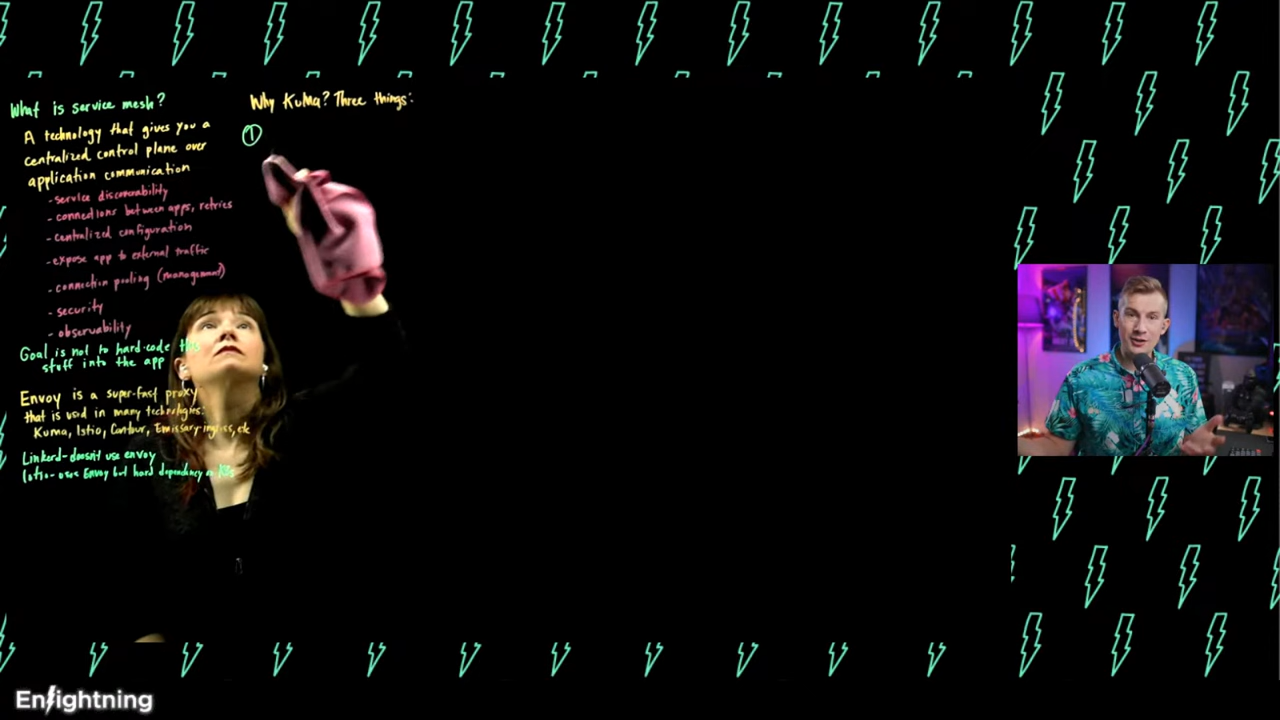 What is service mesh?
A technology that gives you a
centralized control plane over
application communication
- service discoverability
- connections between apps, retries
- centralized configuration
- expose app to external traffic
- connection pooling (management)
- security
- observability
Goal is not to hard-code this
stuff into the app
Envoy is a super-fast proxy
that is used in many technologies:
Kuma, Istio, Contour, Emissary-ingress, etc
Linkerd - doesn't use envoy
Istio - uses Envoy but hard dependency on K8s
Why Kuma? Three things:
①
Enlightning